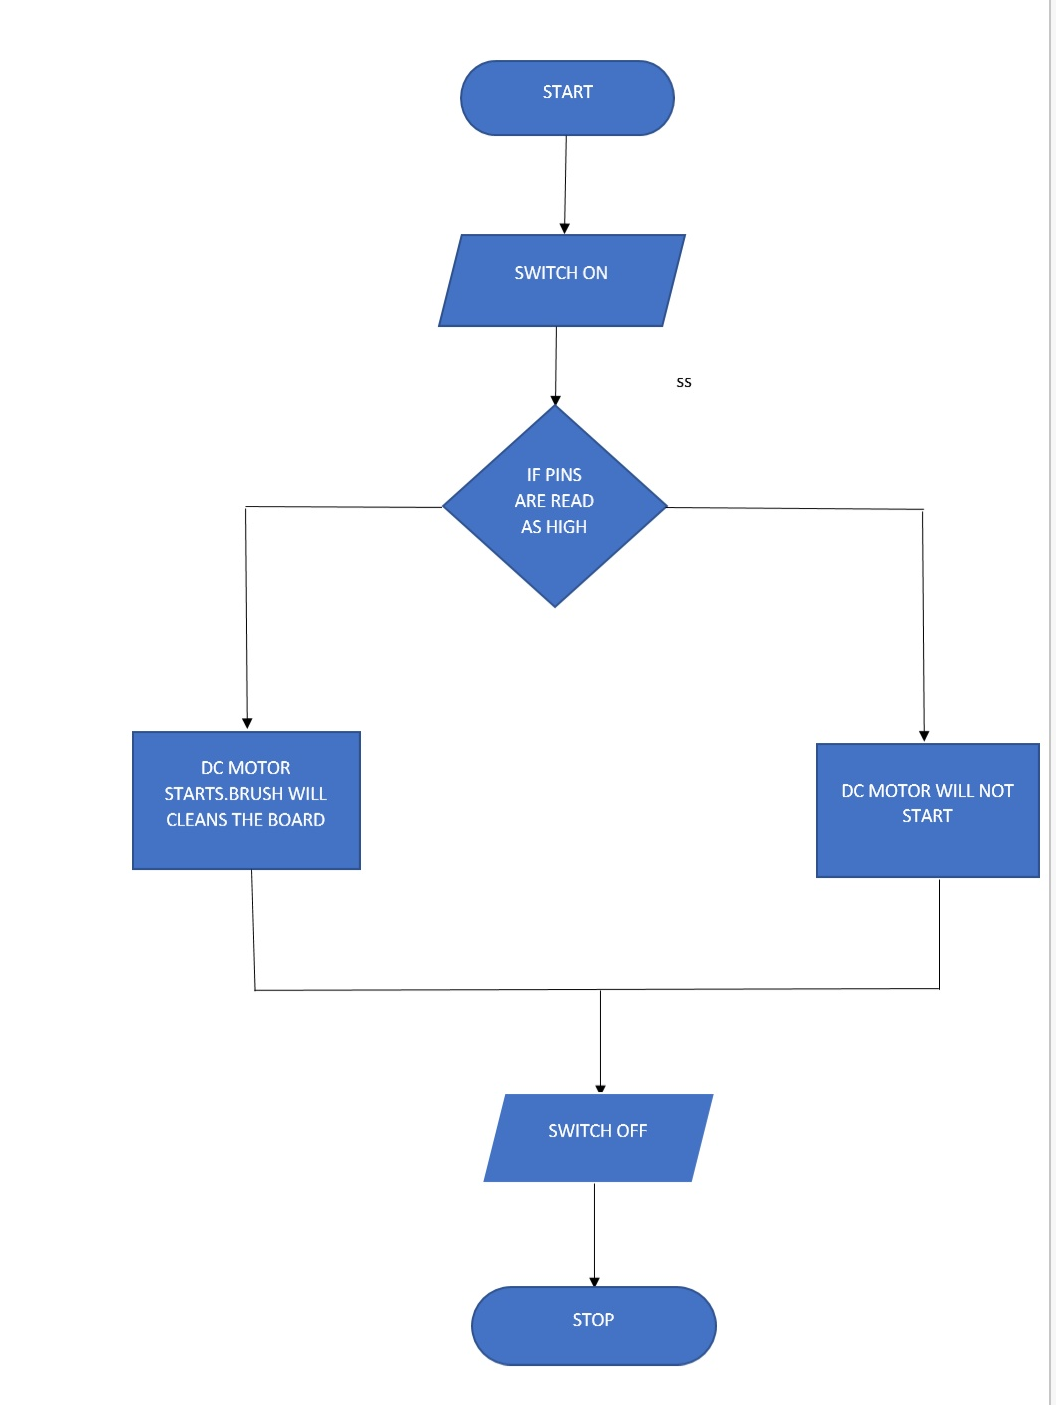 START
SWITCH ON
ss
IF PINS
ARE READ
AS HIGH
DC MOTOR
STARTS.BRUSH WILL
CLEANS THE BOARD
DC MOTOR WILL NOT
START
SWITCH OFF
STOP